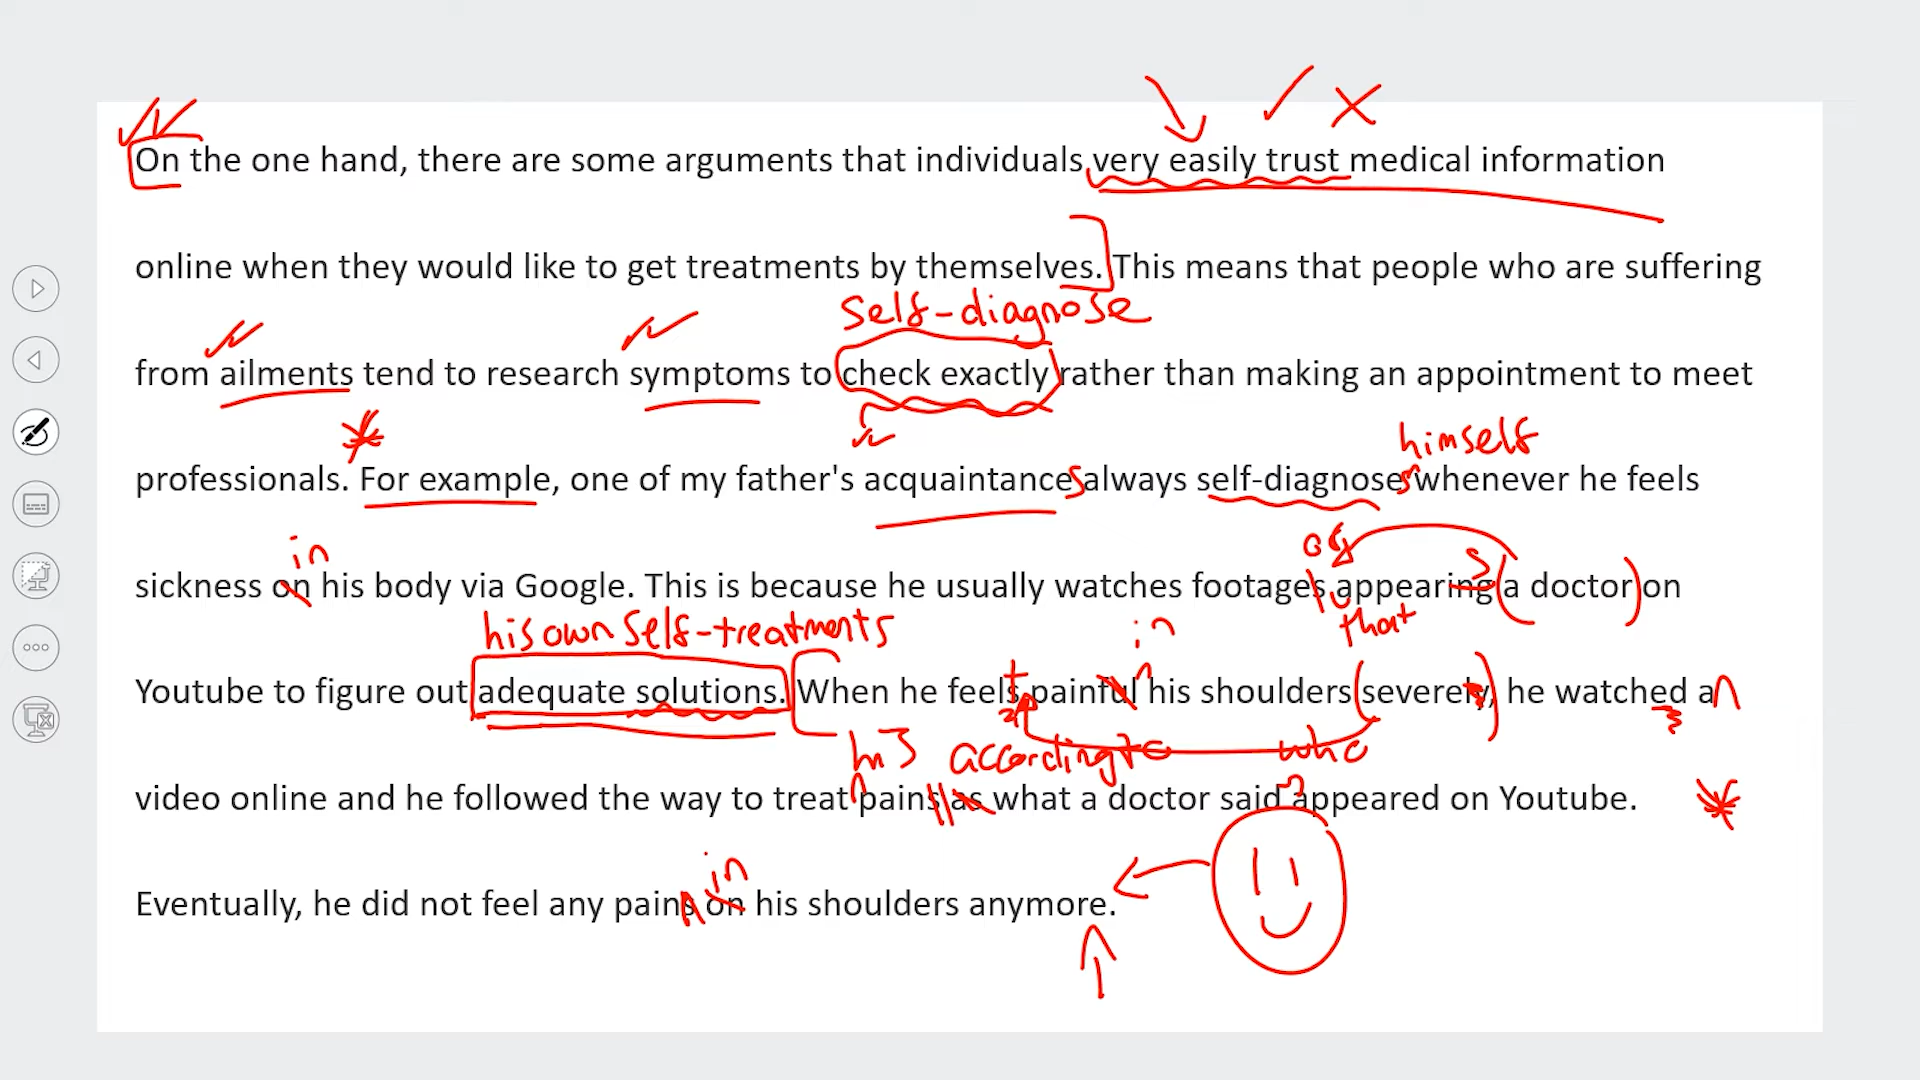 On the one hand, there are some arguments that individuals very easily trust medical information
online when they would like to get treatments by themselves. This means that people who are suffering
self-diagnose
from ailments tend to research symptoms to check exactly rather than making an appointment to meet
himself
professionals. For example, one of my father's acquaintances always self-diagnoses whenever he feels
in
of
s
sickness on his body via Google. This is because he usually watches footages appearing a doctor on
that
his own self-treatments
in
Youtube to figure out adequate solutions. When he feels painful his shoulders severely, he watched an
his
according to
who
video online and he followed the way to treat pains as what a doctor said appeared on Youtube.
in
Eventually, he did not feel any pains on his shoulders anymore.